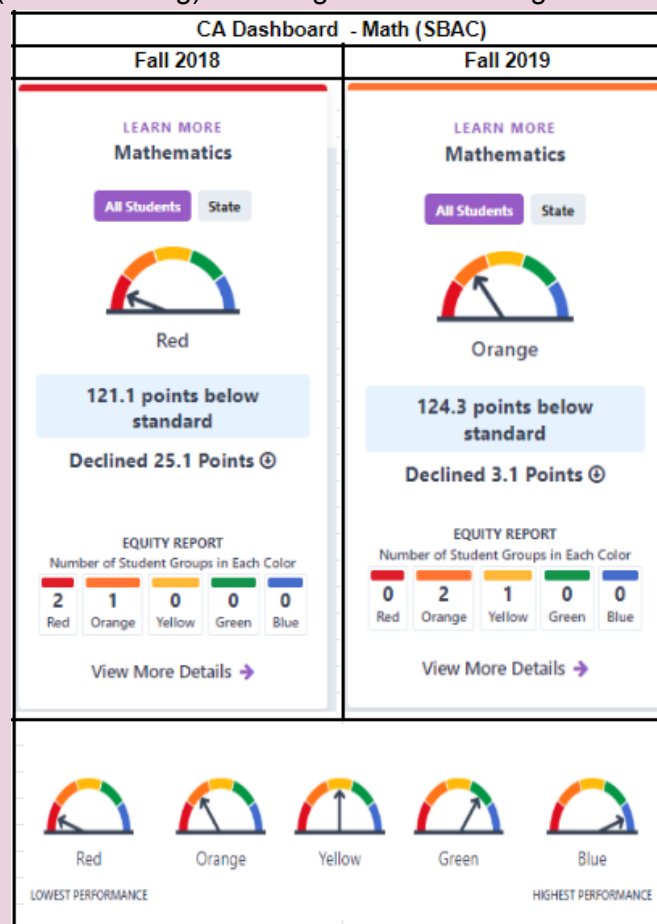 CA Dashboard - Math (SBAC)
Fall 2018
Fall 2019
LEARN MORE
Mathematics
All Students State
Red
121.1 points below
standard
Declined 25.1 Points
EQUITY REPORT
Number of Student Groups in Each Color
2 1 0 0 0
Red Orange Yellow Green Blue
View More Details →
LEARN MORE
Mathematics
All Students State
Orange
124.3 points below
standard
Declined 3.1 Points
EQUITY REPORT
Number of Student Groups in Each Color
0 2 1 0 0
Red Orange Yellow Green Blue
View More Details →
Red Orange Yellow Green Blue
LOWEST PERFORMANCE HIGHEST PERFORMANCE